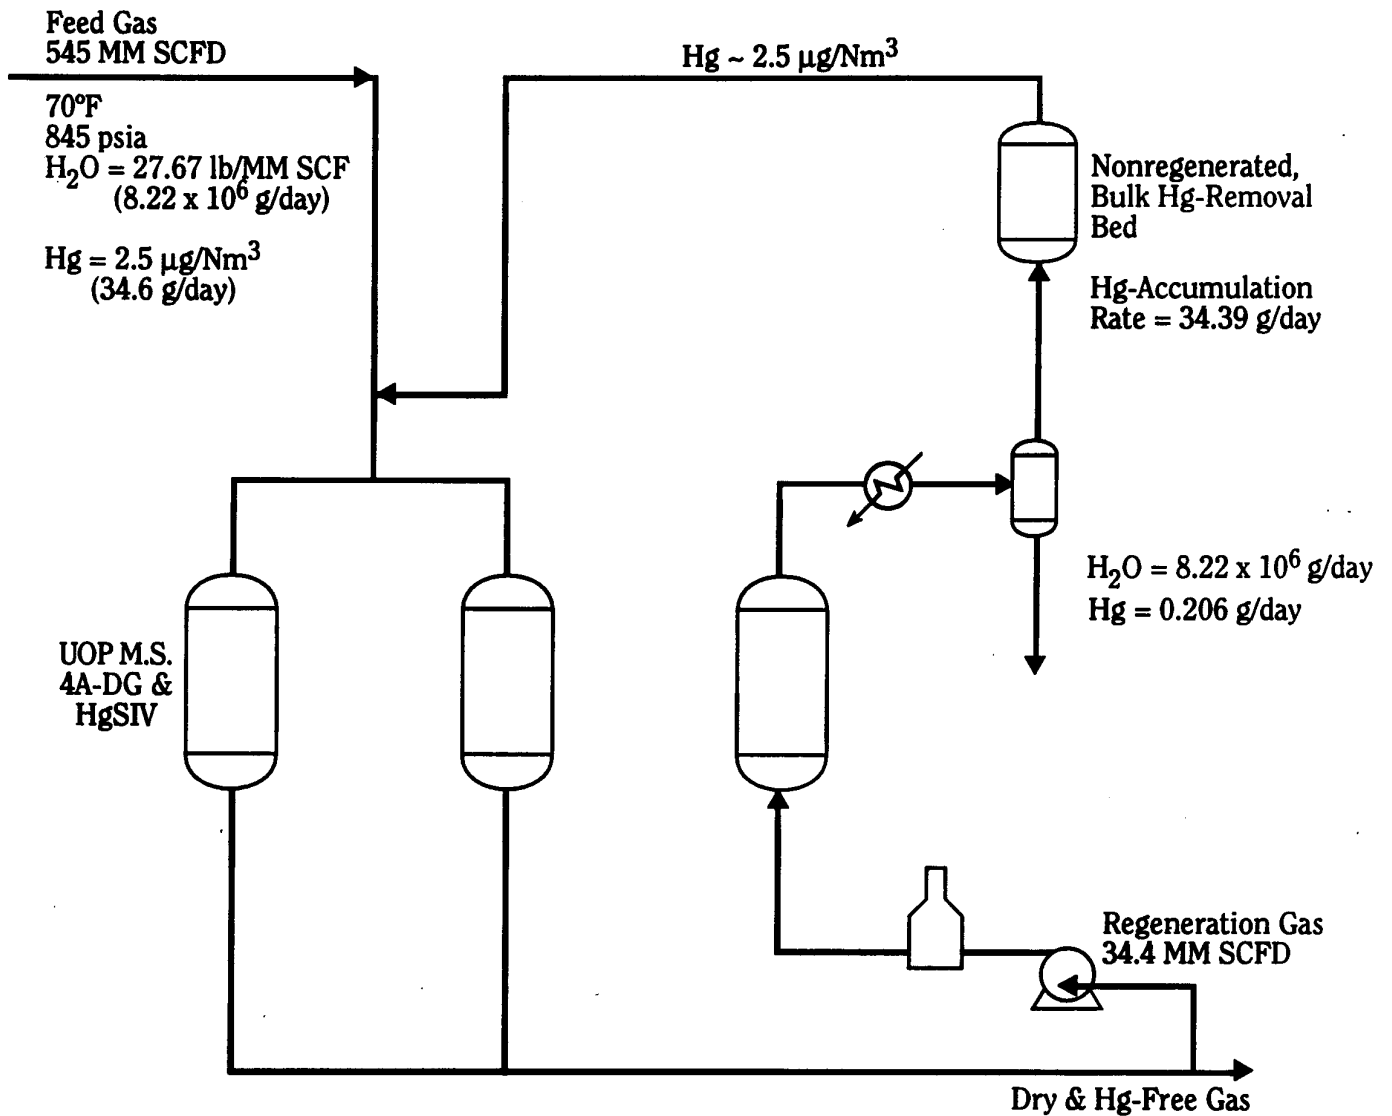 Feed Gas
545 MM SCFD
70°F
845 psia
H₂O = 27.67 lb/MM SCF
(8.22 x 10⁶ g/day)
Hg = 2.5 µg/Nm³
(34.6 g/day)
Hg ~ 2.5 µg/Nm³
Nonregenerated,
Bulk Hg-Removal
Bed
Hg-Accumulation
Rate = 34.39 g/day
H₂O = 8.22 x 10⁶ g/day
Hg = 0.206 g/day
UOP M.S.
4A-DG &
HgSIV
Regeneration Gas
34.4 MM SCFD
Dry & Hg-Free Gas